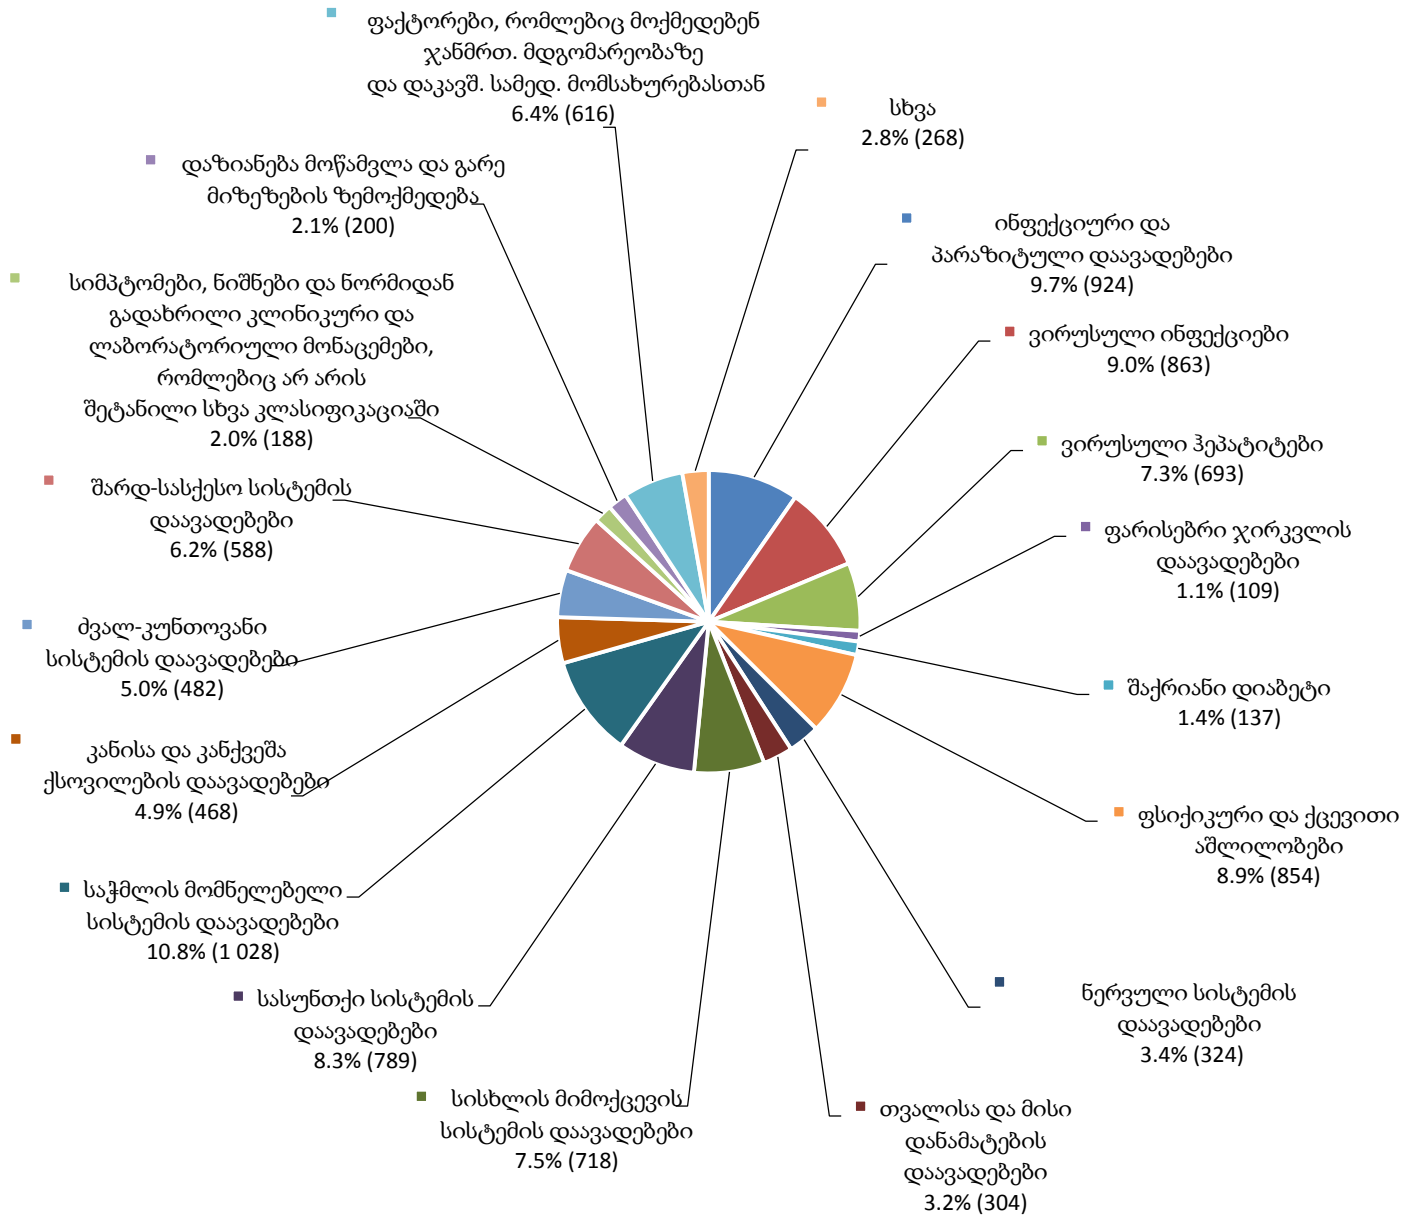 ფაქტორები, რომლებიც მოქმედებენ
ჯანმრთ. მდგომარეობაზე
და დაკავშ. სამედ. მომსახურებასთან
6.4% (616)
სხვა
2.8% (268)
ინფექციური და
პარაზიტული დაავადებები
9.7% (924)
ვირუსული ინფექციები
9.0% (863)
ვირუსული ჰეპატიტები
7.3% (693)
ფარისებრი ჯირკვლის
დაავადებები
1.1% (109)
შაქრიანი დიაბეტი
1.4% (137)
ფსიქიკური და ქცევითი
აშლილობები
8.9% (854)
ნერვული სისტემის
დაავადებები
3.4% (324)
თვალისა და მისი
დანამატების
დაავადებები
3.2% (304)
სისხლის მიმოქცევის
სისტემის დაავადებები
7.5% (718)
სასუნთქი სისტემის
დაავადებები
8.3% (789)
საჭმლის მომნელებელი
სისტემის დაავადებები
10.8% (1 028)
კანისა და კანქვეშა
ქსოვილების დაავადებები
4.9% (468)
ძვალ-კუნთოვანი
სისტემის დაავადებები
5.0% (482)
შარდ-სასქესო სისტემის
დაავადებები
6.2% (588)
სიმპტომები, ნიშნები და ნორმიდან
გადახრილი კლინიკური და
ლაბორატორიული მონაცემები,
რომლებიც არ არის
შეტანილი სხვა კლასიფიკაციაში
2.0% (188)
დაზიანება მოწამვლა და გარე
მიზეზების ზემოქმედება
2.1% (200)